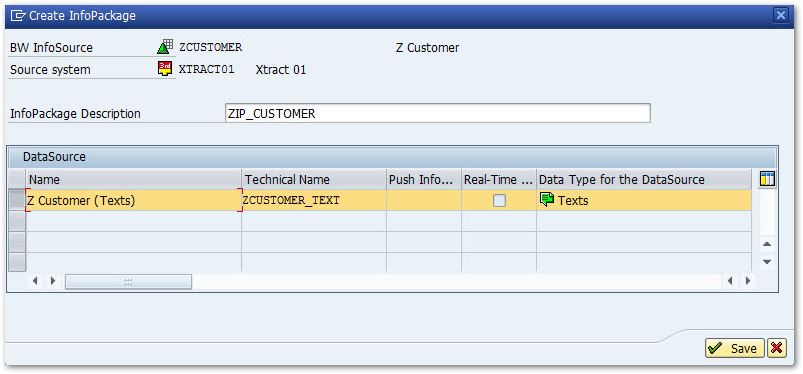 Create InfoPackage
BW InfoSource ZCUSTOMER Z Customer
Source system 3rd XTRACT01 Xtract 01
InfoPackage Description ZIP_CUSTOMER
DataSource
Name Technical Name Push Info... Real-Time ... Data Type for the DataSource
Z Customer (Texts) ZCUSTOMER_TEXT Texts
Save